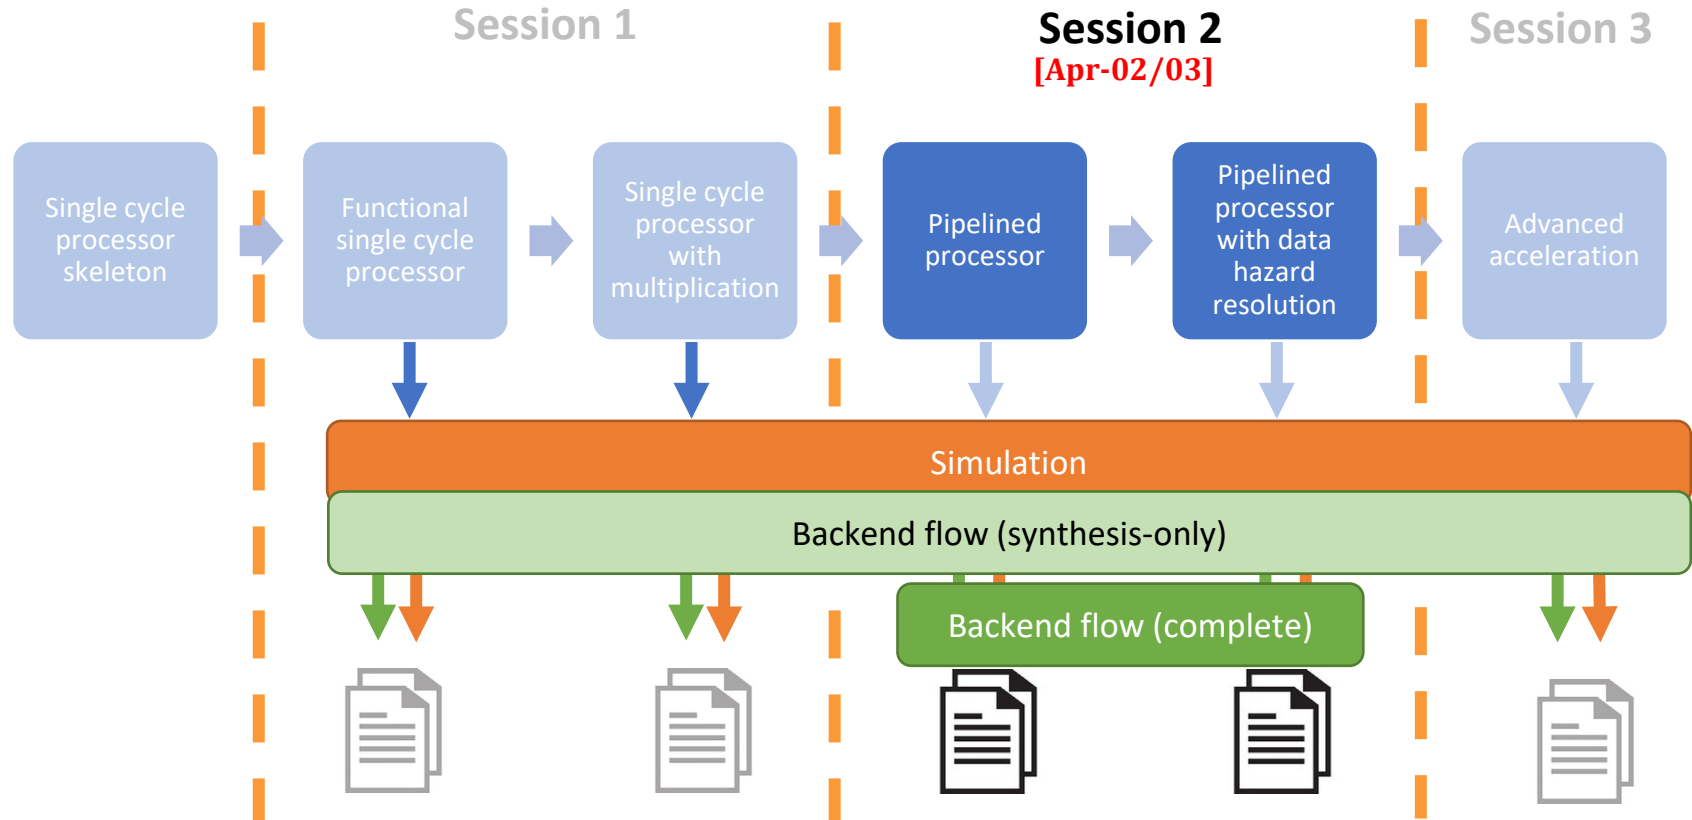 Session 1
Session 2
[Apr-02/03]
Session 3
Single cycle
processor
skeleton
Functional
single cycle
processor
Single cycle
processor
with
multiplication
Pipelined
processor
Pipelined
processor
with data
hazard
resolution
Advanced
acceleration
Simulation
Backend flow (synthesis-only)
Backend flow (complete)